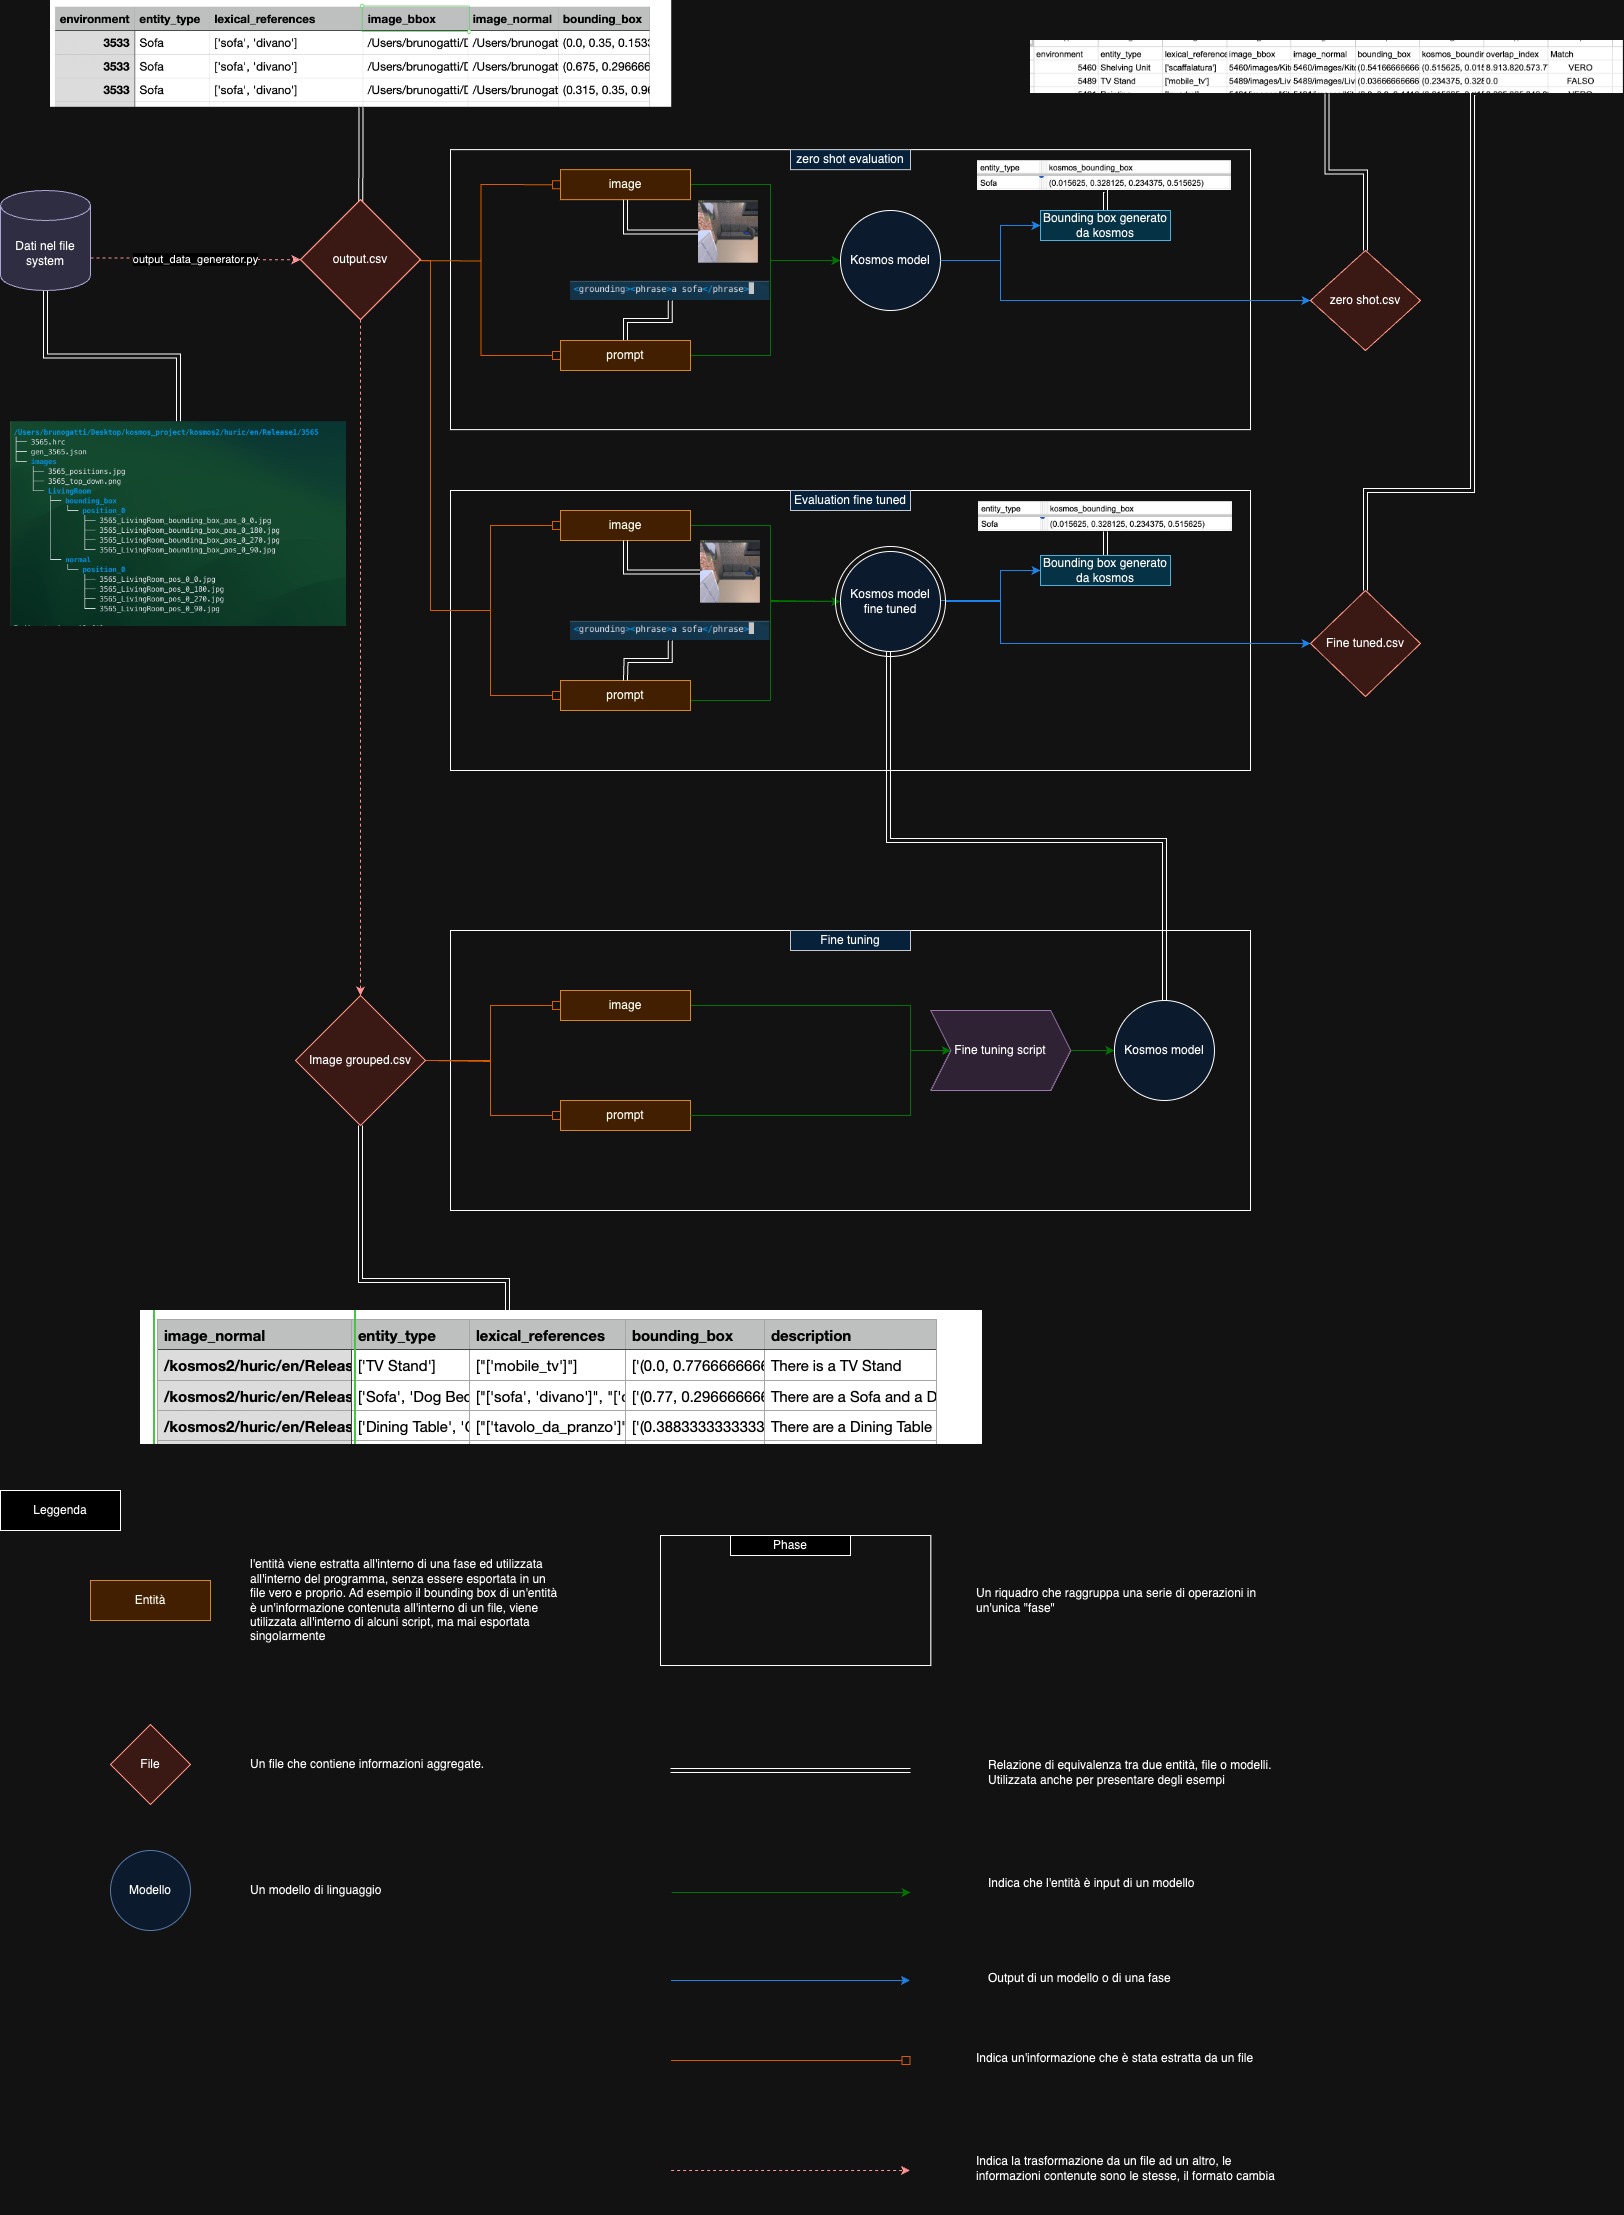 environment entity_type lexical_references image_bbox image_normal bounding_box
3533 Sofa ['sofa', 'divano'] /Users/brunogatti/D /Users/brunogat (0.0, 0.35, 0.153
3533 Sofa ['sofa', 'divano'] /Users/brunogatti/D /Users/brunogat (0.675, 0.296666
3533 Sofa ['sofa', 'divano'] /Users/brunogatti/D /Users/brunogat (0.315, 0.35, 0.96
environment entity_type lexical_referenc image_bbox image_normal bounding_box kosmos_boundir overlap_index Match
5460 Shelving Unit ['scaffalatura'] 5460/images/Kit 5460/images/Kit (0.54166666666 (0.515625, 0.015 8.913.820.573.7 VERO
5489 TV Stand ['mobile_tv'] 5489/images/Liv 5489/images/Liv (0.03666666666 (0.234375, 0.328 0.0 FALSO
zero shot evaluation
image
entity_type kosmos_bounding_box
Sofa (0.015625, 0.328125, 0.234375, 0.515625)
Bounding box generato
da kosmos
Dati nel file
system
output_data_generator.py
output.csv
Kosmos model
<grounding><phrase>a sofa</phrase>
zero shot.csv
prompt
/Users/brunogatti/Desktop/kosmos_project/kosmos2/huric/en/Release1/3565
3565.hrc
gen_3565.json
images
3565_positions.jpg
3565_top_down.png
LivingRoom
bounding_box
position_0
3565_LivingRoom_bounding_box_pos_0_0.jpg
3565_LivingRoom_bounding_box_pos_0_180.jpg
3565_LivingRoom_bounding_box_pos_0_270.jpg
3565_LivingRoom_bounding_box_pos_0_90.jpg
normal
position_0
3565_LivingRoom_pos_0_0.jpg
3565_LivingRoom_pos_0_180.jpg
3565_LivingRoom_pos_0_270.jpg
3565_LivingRoom_pos_0_90.jpg
Evaluation fine tuned
image
entity_type kosmos_bounding_box
Sofa (0.015625, 0.328125, 0.234375, 0.515625)
Bounding box generato
da kosmos
Kosmos model
fine tuned
<grounding><phrase>a sofa</phrase>
Fine tuned.csv
prompt
Fine tuning
image
Image grouped.csv
Fine tuning script
Kosmos model
prompt
image_normal entity_type lexical_references bounding_box description
/kosmos2/huric/en/Releas ['TV Stand'] ["['mobile_tv']"] ['(0.0, 0.7766666666 There is a TV Stand
/kosmos2/huric/en/Releas ['Sofa', 'Dog Bed ["['sofa', 'divano']", "['c ['(0.77, 0.296666666 There are a Sofa and a D
/kosmos2/huric/en/Releas ['Dining Table', 'C ["['tavolo_da_pranzo']" ['(0.3883333333333 There are a Dining Table
Leggenda
Entità
l'entità viene estratta all'interno di una fase ed utilizzata
all'interno del programma, senza essere esportata in un
file vero e proprio. Ad esempio il bounding box di un'entità
è un'informazione contenuta all'interno di un file, viene
utilizzata all'interno di alcuni script, ma mai esportata
singolarmente
Phase
Un riquadro che raggruppa una serie di operazioni in
un'unica "fase"
File
Un file che contiene informazioni aggregate.
Relazione di equivalenza tra due entità, file o modelli.
Utilizzata anche per presentare degli esempi
Modello
Un modello di linguaggio
Indica che l'entità è input di un modello
Output di un modello o di una fase
Indica un'informazione che è stata estratta da un file
Indica la trasformazione da un file ad un altro, le
informazioni contenute sono le stesse, il formato cambia